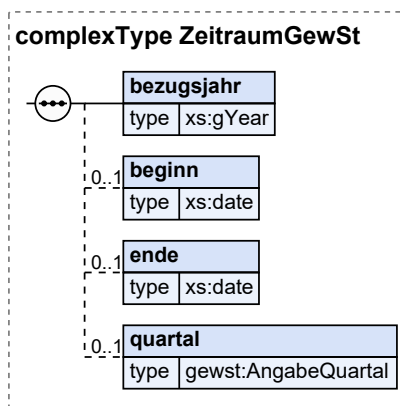 complexType ZeitraumGewSt
bezugsjahr
type xs:gYear
0..1 beginn
type xs:date
0..1 ende
type xs:date
0..1 quartal
type gewst:AngabeQuartal